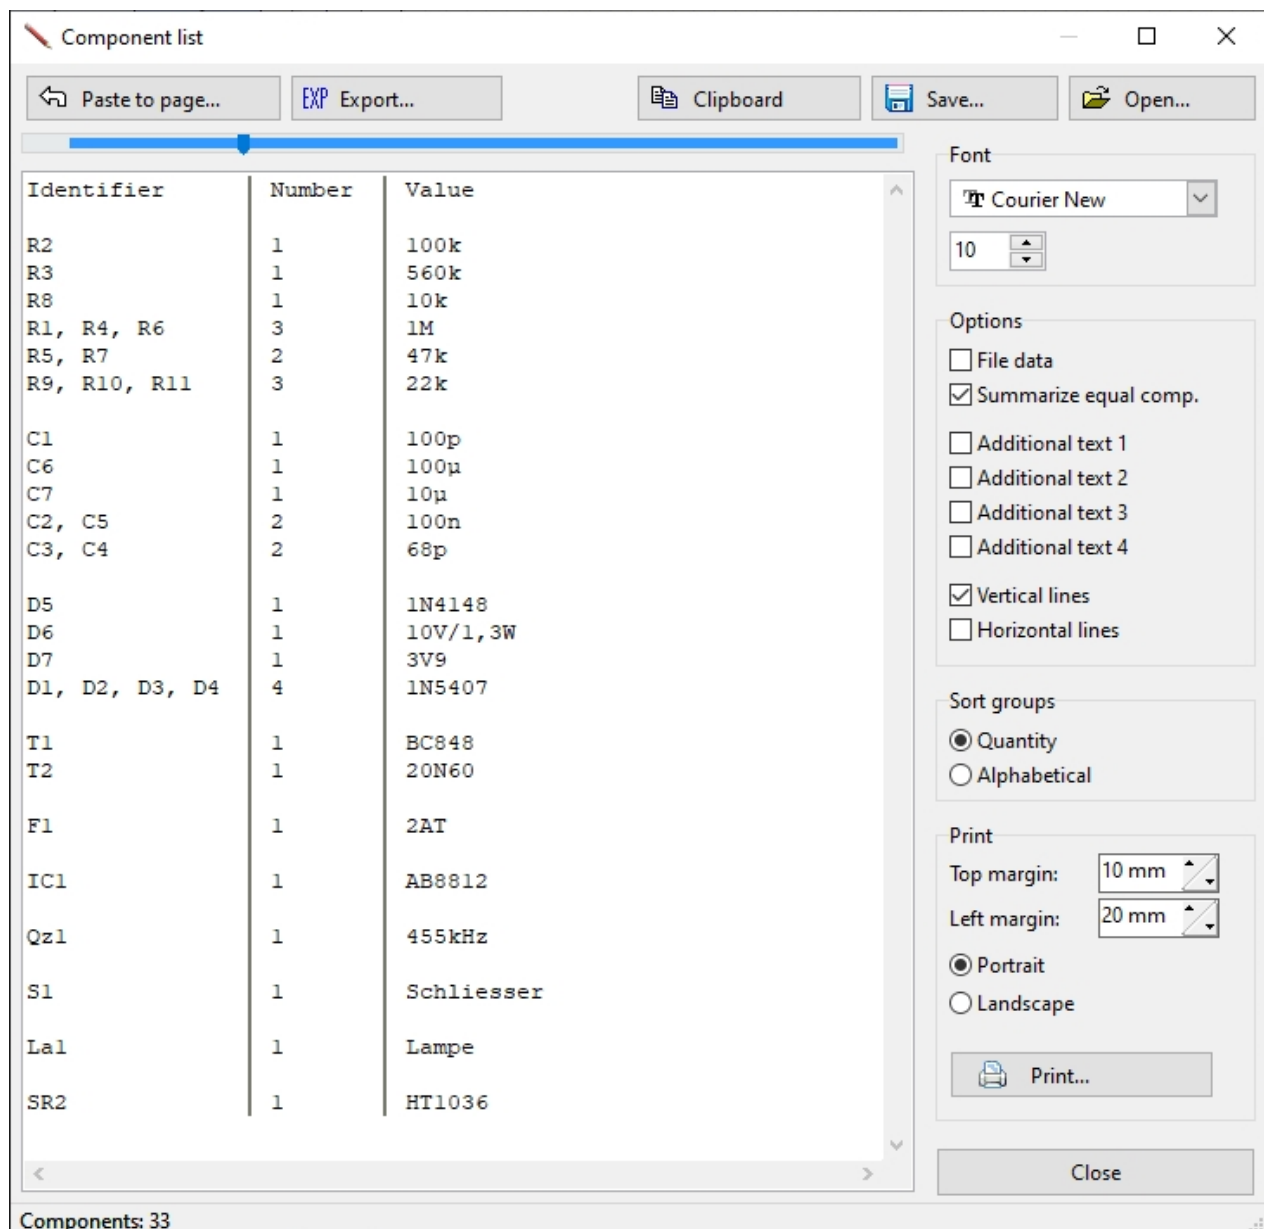 Component list
Paste to page... EXP Export... Clipboard Save... Open...
Identifier Number Value
R2 1 100k
R3 1 560k
R8 1 10k
R1, R4, R6 3 1M
R5, R7 2 47k
R9, R10, R11 3 22k
C1 1 100p
C6 1 100µ
C7 1 10µ
C2, C5 2 100n
C3, C4 2 68p
D5 1 1N4148
D6 1 10V/1,3W
D7 1 3V9
D1, D2, D3, D4 4 1N5407
T1 1 BC848
T2 1 20N60
F1 1 2AT
IC1 1 AB8812
Qz1 1 455kHz
S1 1 Schliesser
La1 1 Lampe
SR2 1 HT1036
Font
Courier New
10
Options
File data
Summarize equal comp.
Additional text 1
Additional text 2
Additional text 3
Additional text 4
Vertical lines
Horizontal lines
Sort groups
Quantity
Alphabetical
Print
Top margin: 10 mm
Left margin: 20 mm
Portrait
Landscape
Print...
Close
Components: 33